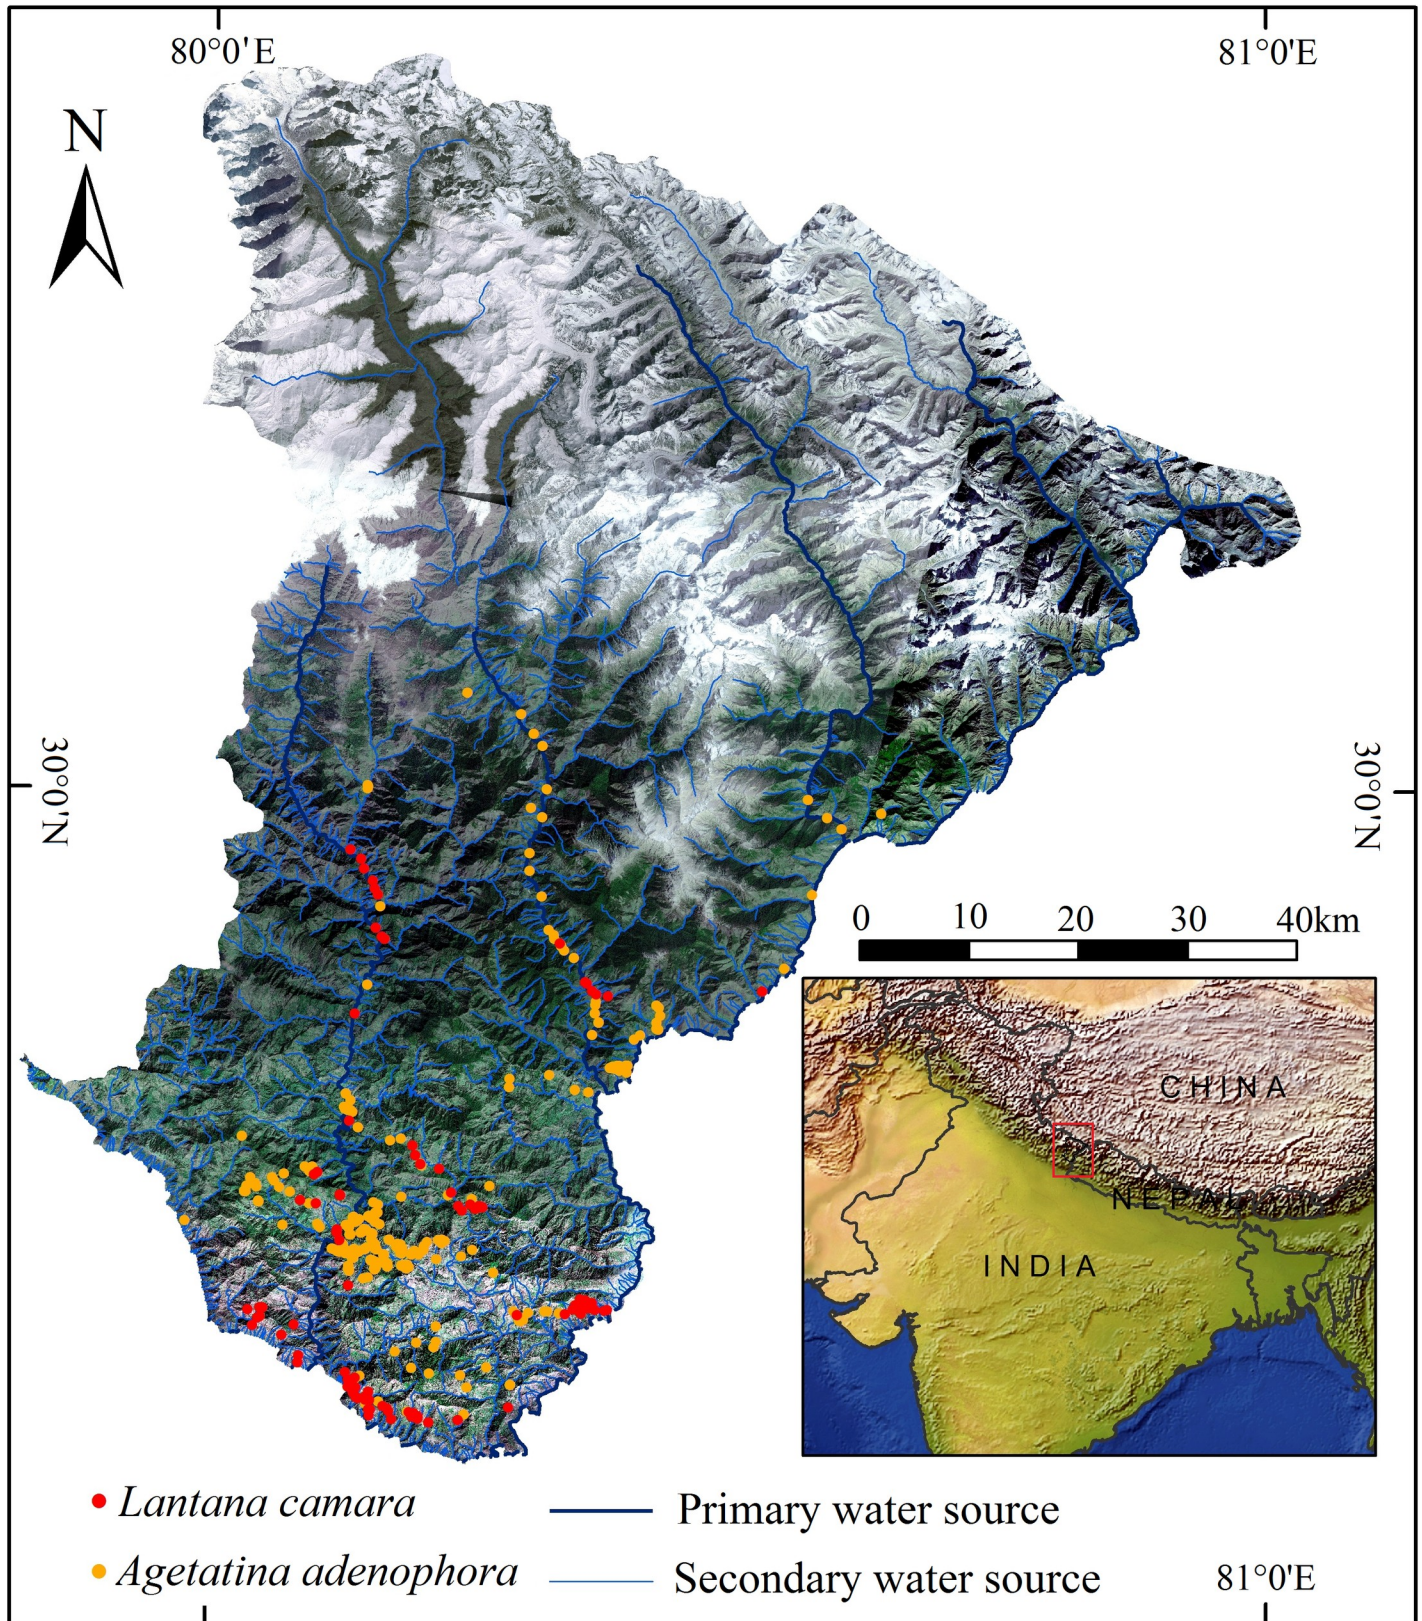 80°0'E
81°0'E
N
30°0'N
30°0'N
0 10 20 30 40km
CHINA
NEPAL
INDIA
Lantana camara
Primary water source
Agetatina adenophora
Secondary water source
81°0'E